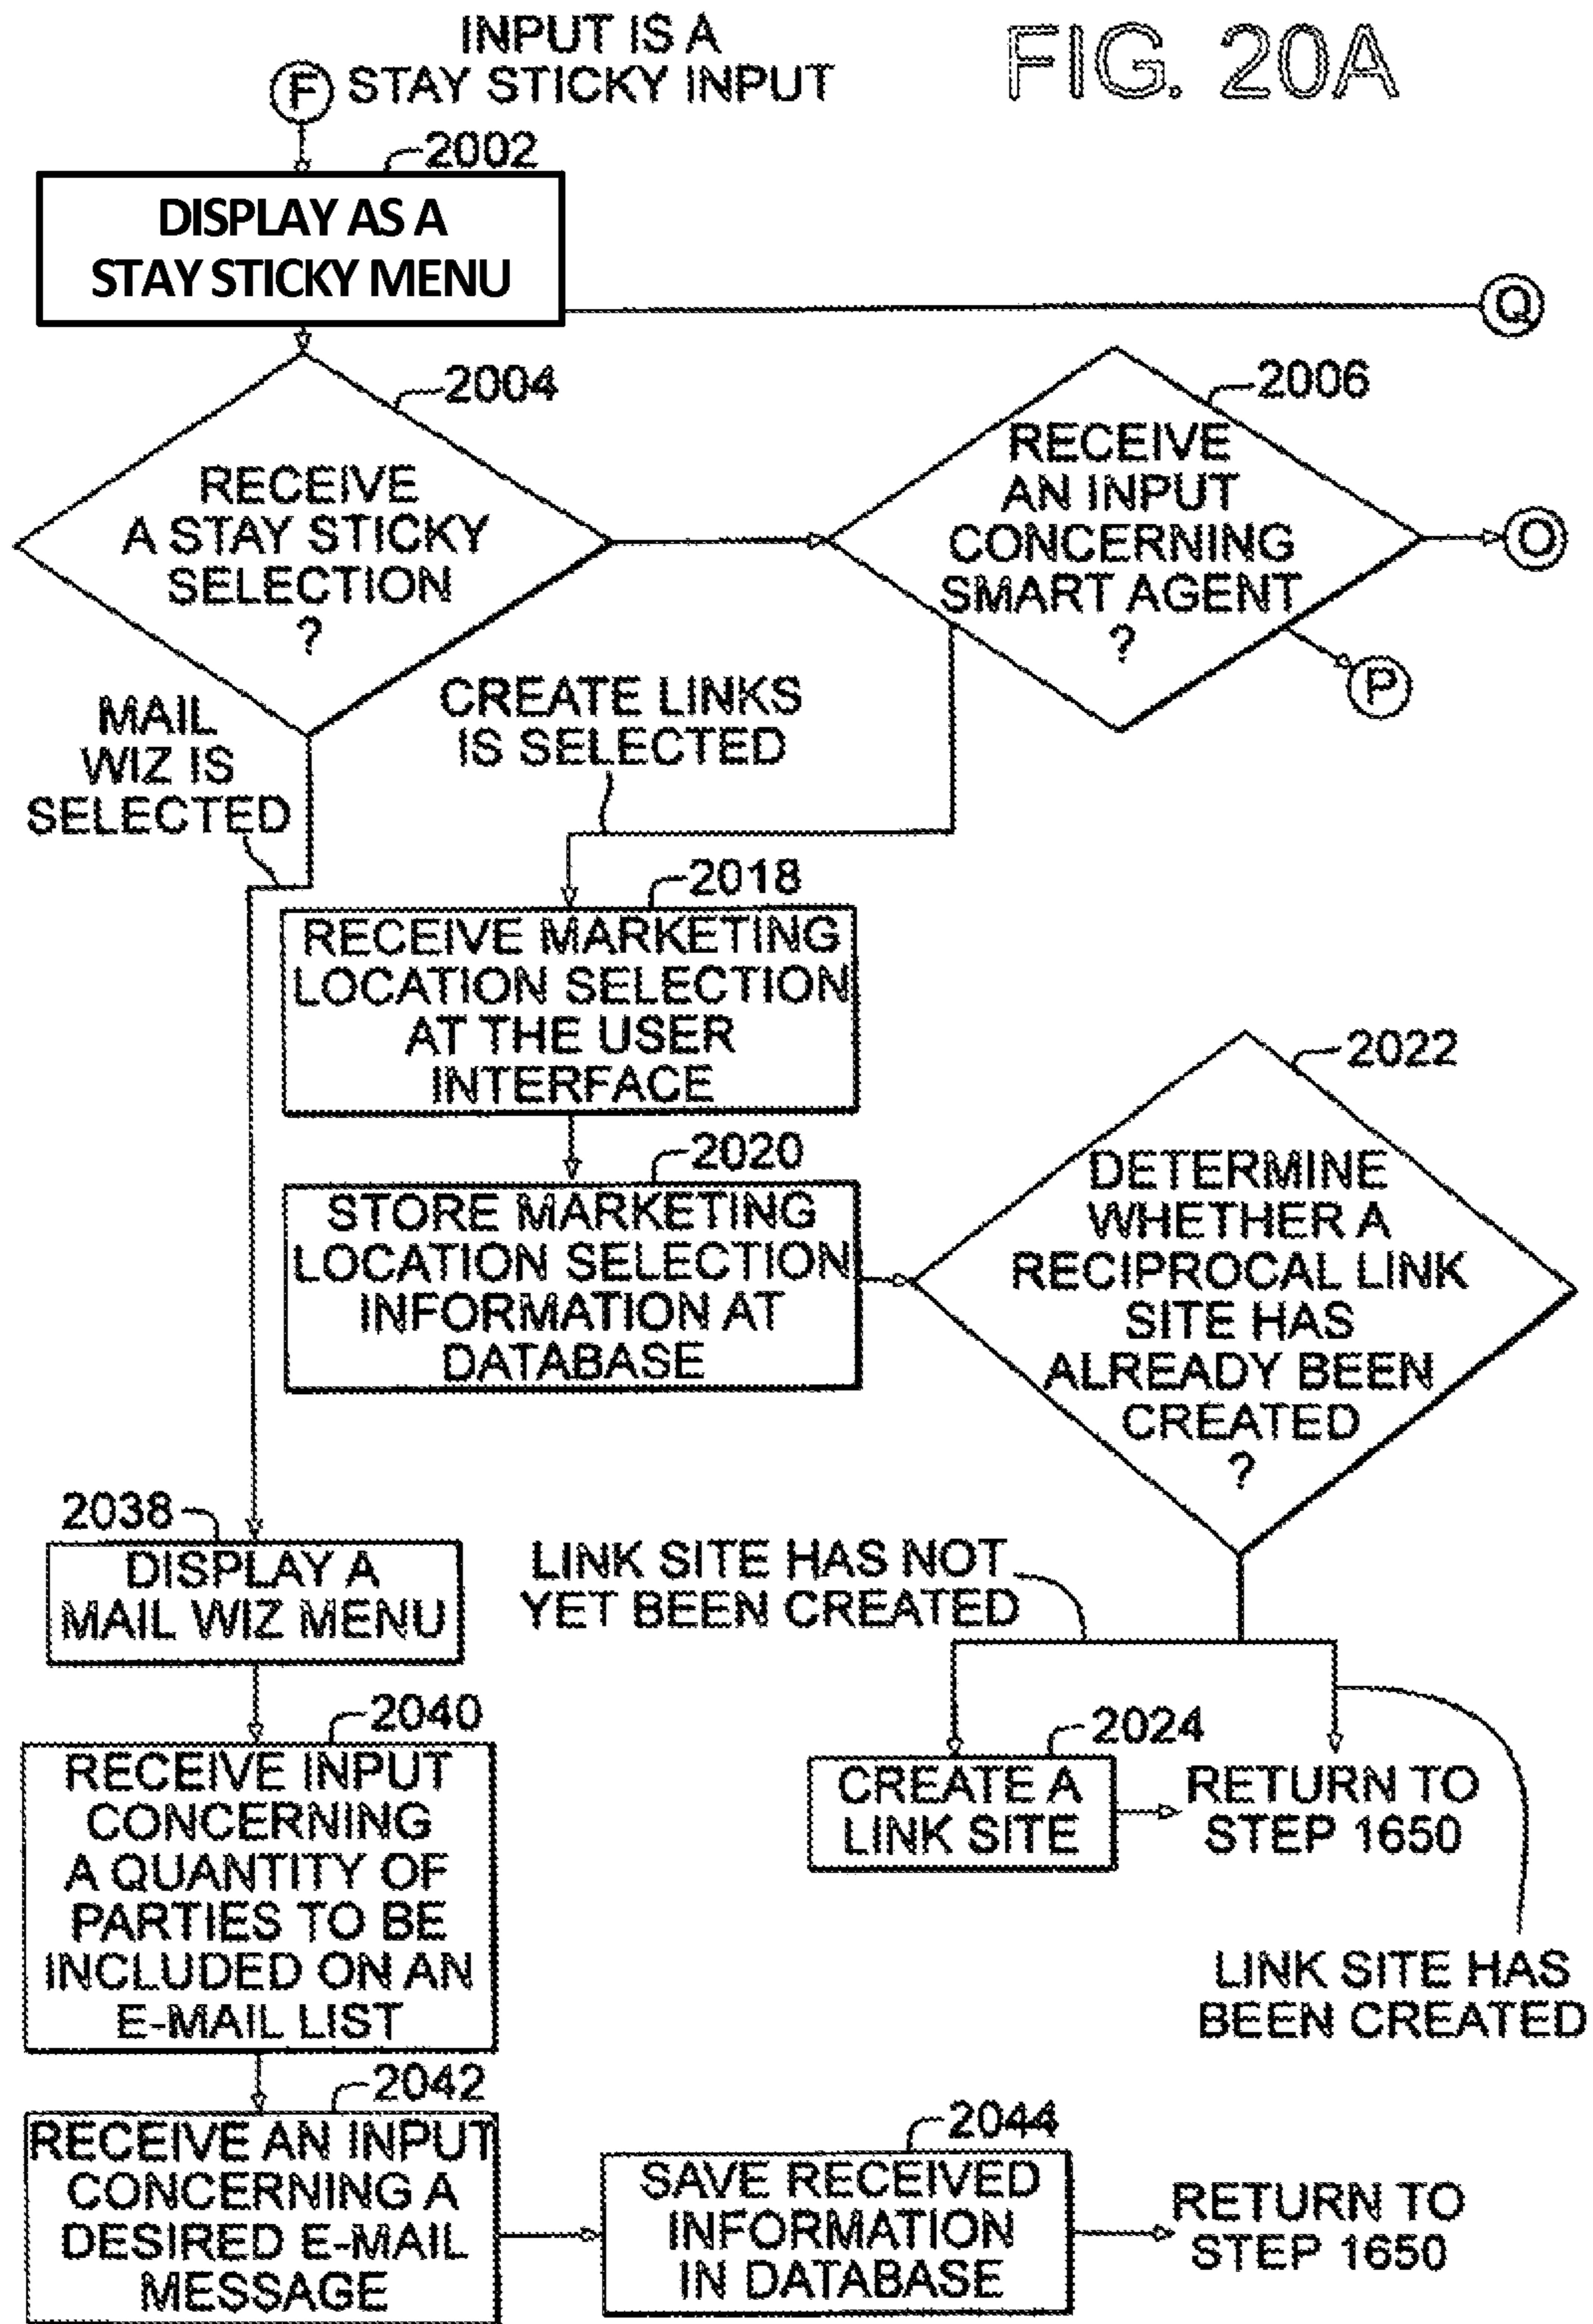 FIG. 20A
INPUT IS A
STAY STICKY INPUT
F
2002
DISPLAY AS A
STAY STICKY MENU
Q
2004
RECEIVE
A STAY STICKY
SELECTION
?
2006
RECEIVE
AN INPUT
CONCERNING
SMART AGENT
?
O
P
MAIL
WIZ IS
SELECTED
CREATE LINKS
IS SELECTED
2018
RECEIVE MARKETING
LOCATION SELECTION
AT THE USER
INTERFACE
2020
STORE MARKETING
LOCATION SELECTION
INFORMATION AT
DATABASE
2022
DETERMINE
WHETHER A
RECIPROCAL LINK
SITE HAS
ALREADY BEEN
CREATED
?
LINK SITE HAS NOT
YET BEEN CREATED
2024
CREATE A
LINK SITE
RETURN TO
STEP 1650
LINK SITE HAS
BEEN CREATED
2038
DISPLAY A
MAIL WIZ MENU
2040
RECEIVE INPUT
CONCERNING
A QUANTITY OF
PARTIES TO BE
INCLUDED ON AN
E-MAIL LIST
2042
RECEIVE AN INPUT
CONCERNING A
DESIRED E-MAIL
MESSAGE
2044
SAVE RECEIVED
INFORMATION
IN DATABASE
RETURN TO
STEP 1650